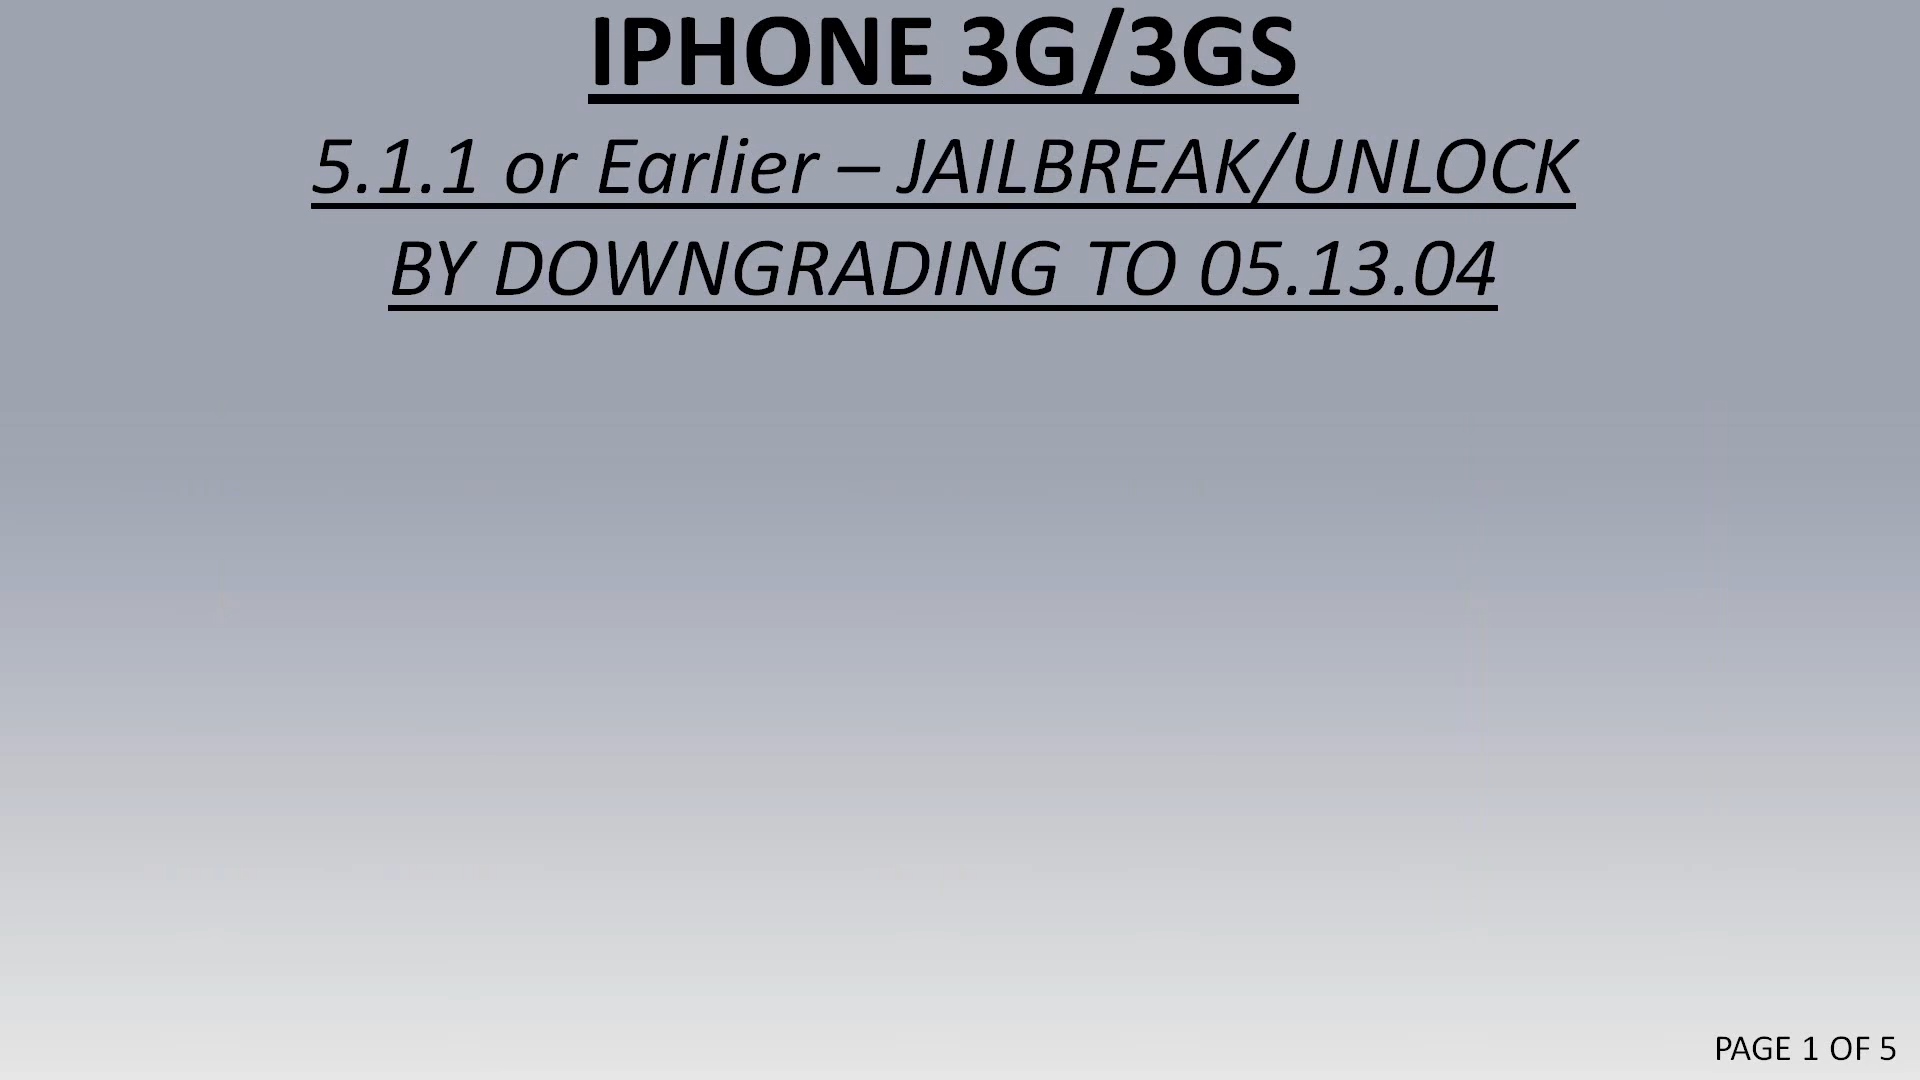 IPHONE 3G/3GS
5.1.1 or Earlier – JAILBREAK/UNLOCK
BY DOWNGRADING TO 05.13.04
PAGE 1 OF 5